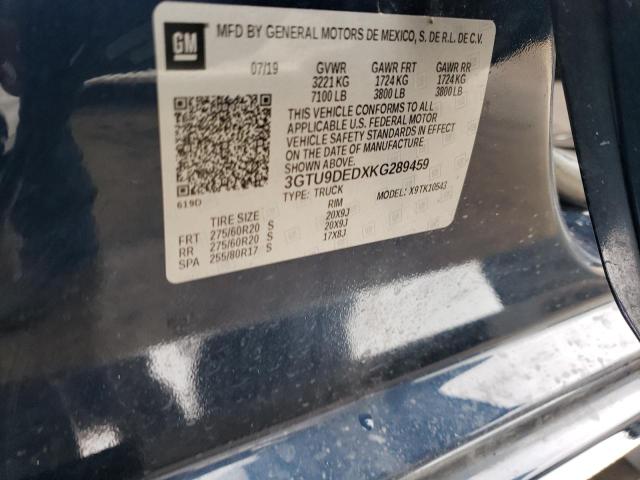 GM
MFD BY GENERAL MOTORS DE MEXICO, S. DE R.L. DE C.V.
07/19 GVWR GAWR FRT GAWR RR
3221 KG 1724 KG 1724 KG
7100 LB 3800 LB 3800 LB
THIS VEHICLE CONFORMS TO ALL
APPLICABLE U.S. FEDERAL MOTOR
VEHICLE SAFETY STANDARDS IN EFFECT
ON THE DATE OF MANUFACTURE
SHOWN ABOVE.
619D
3GTU9DEDXKG289459
TYPE: TRUCK MODEL: X9TK10543
TIRE SIZE RIM
FRT 275/60R20 S 20X9J
RR 275/60R20 S 20X9J
SPA 255/80R17 S 17X8J